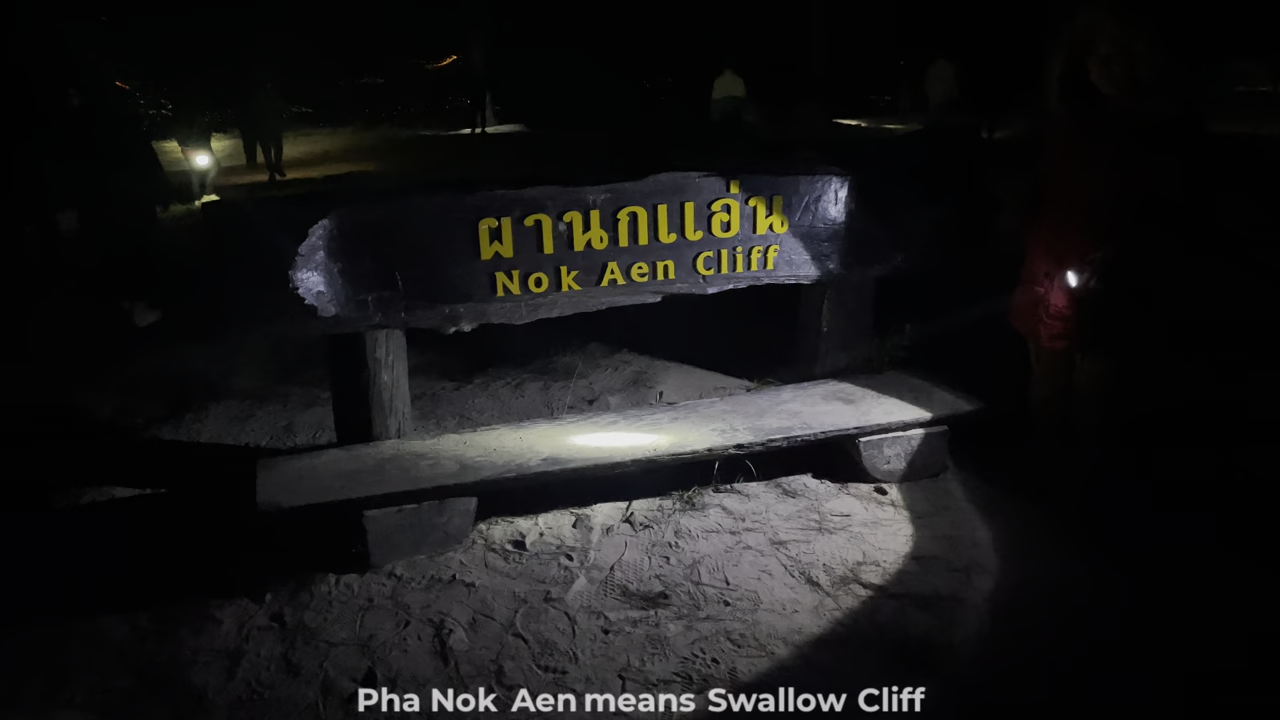 ผานกแอ่น
Nok Aen Cliff
Pha Nok Aen means Swallow Cliff